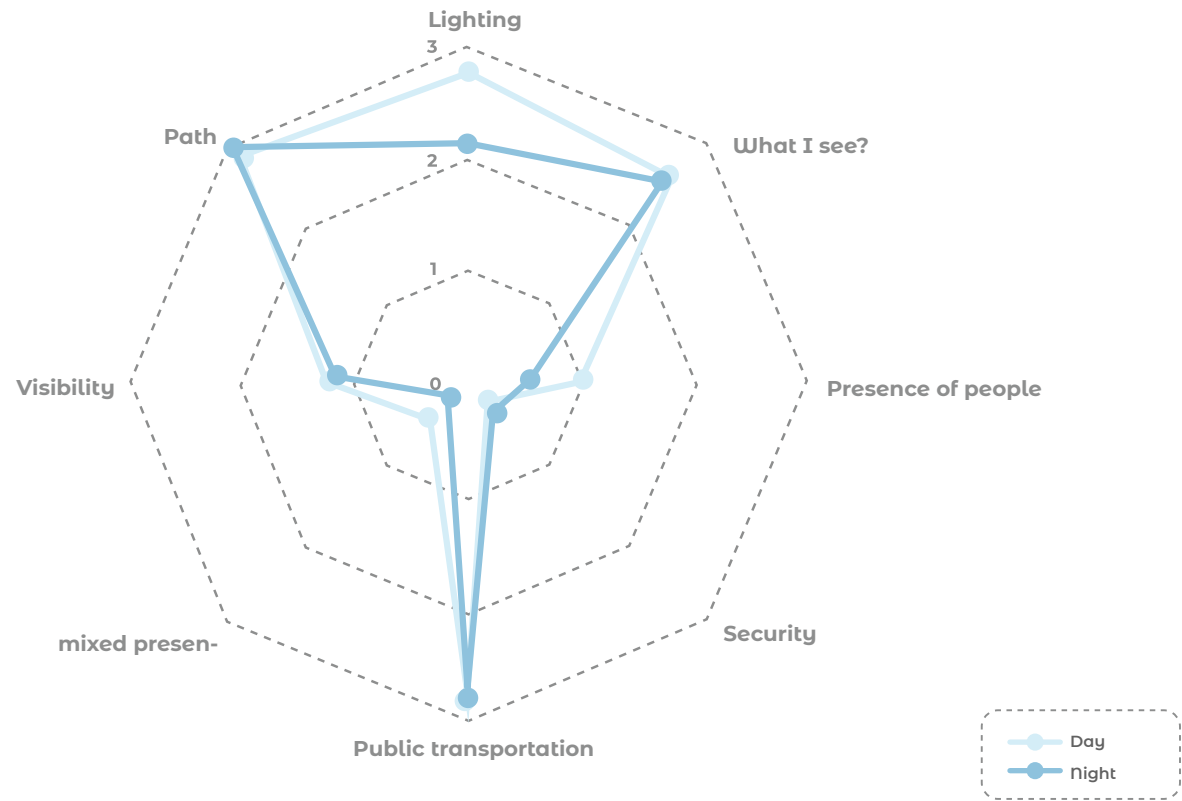 Lighting
3
Path
What I see?
2
1
0
Visibility
Presence of people
mixed presen-
Security
Public transportation
Day
Night